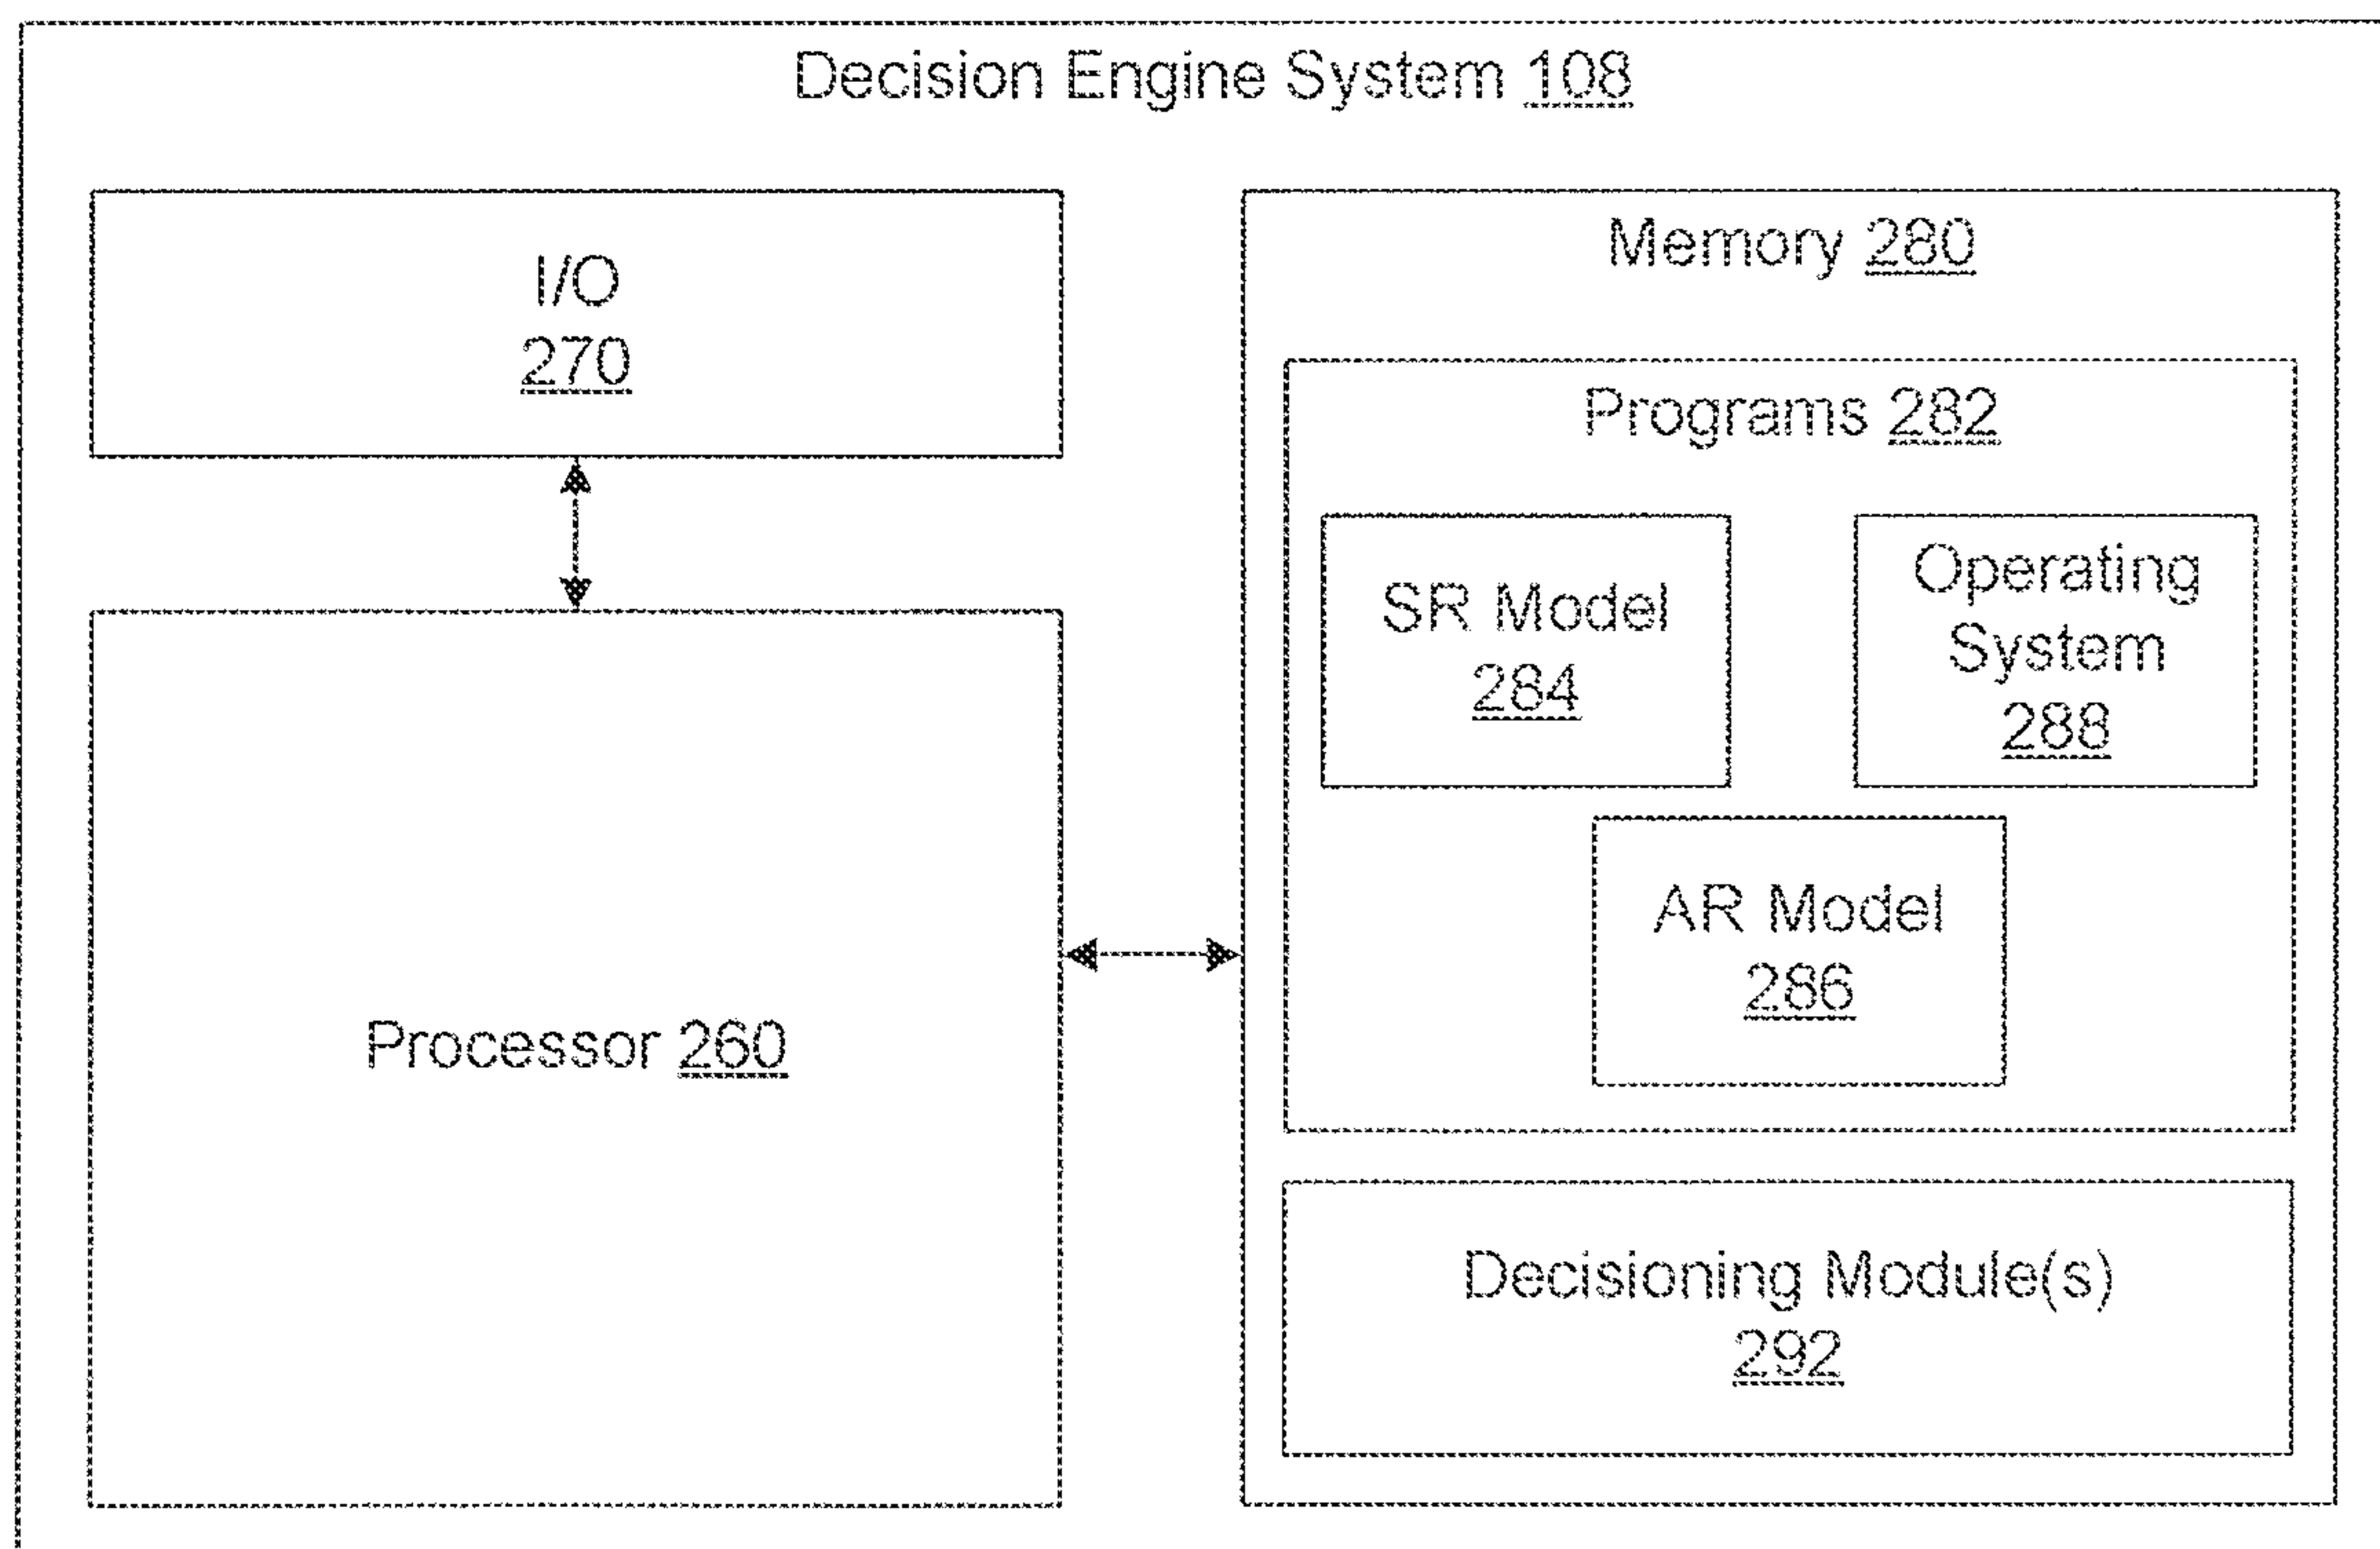 Decision Engine System 108
I/O
270
Processor 260
Memory 280
Programs 282
SR Model
284
Operating
System
288
AR Model
286
Decisioning Module(s)
292